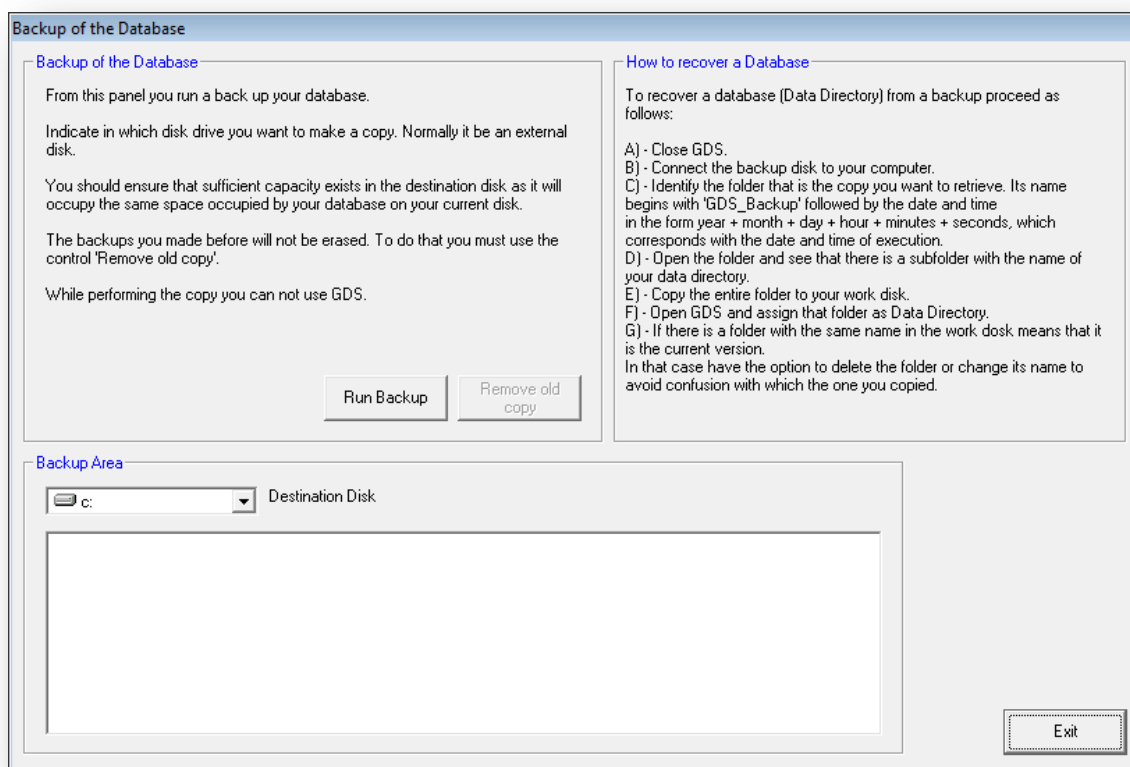 Backup of the Database
Backup of the Database
From this panel you run a back up your database.
Indicate in which disk drive you want to make a copy. Normally it be an external
disk.
You should ensure that sufficient capacity exists in the destination disk as it will
occupy the same space occupied by your database on your current disk.
The backups you made before will not be erased. To do that you must use the
control 'Remove old copy'.
While performing the copy you can not use GDS.
Run Backup
Remove old
copy
How to recover a Database
To recover a database (Data Directory) from a backup proceed as
follows:
A) - Close GDS.
B) - Connect the backup disk to your computer.
C) - Identify the folder that is the copy you want to retrieve. Its name
begins with 'GDS_Backup' followed by the date and time
in the form year + month + day + hour + minutes + seconds, which
corresponds with the date and time of execution.
D) - Open the folder and see that there is a subfolder with the name of
your data directory.
E) - Copy the entire folder to your work disk.
F) - Open GDS and assign that folder as Data Directory.
G) - If there is a folder with the same name in the work dosk means that it
is the current version.
In that case have the option to delete the folder or change its name to
avoid confusion with which the one you copied.
Backup Area
c:
Destination Disk
Exit